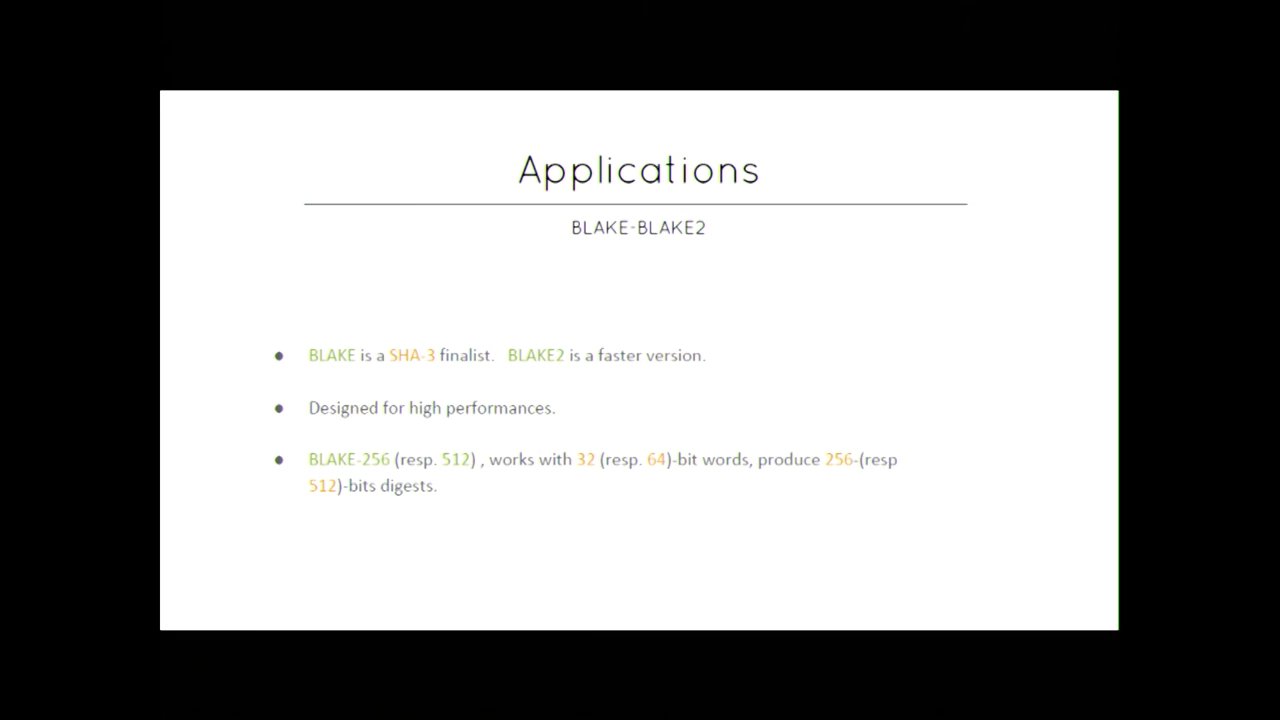 Applications
BLAKE-BLAKE2
● BLAKE is a SHA-3 finalist. BLAKE2 is a faster version.
● Designed for high performances.
● BLAKE-256 (resp. 512) , works with 32 (resp. 64)-bit words, produce 256-(resp
512)-bits digests.